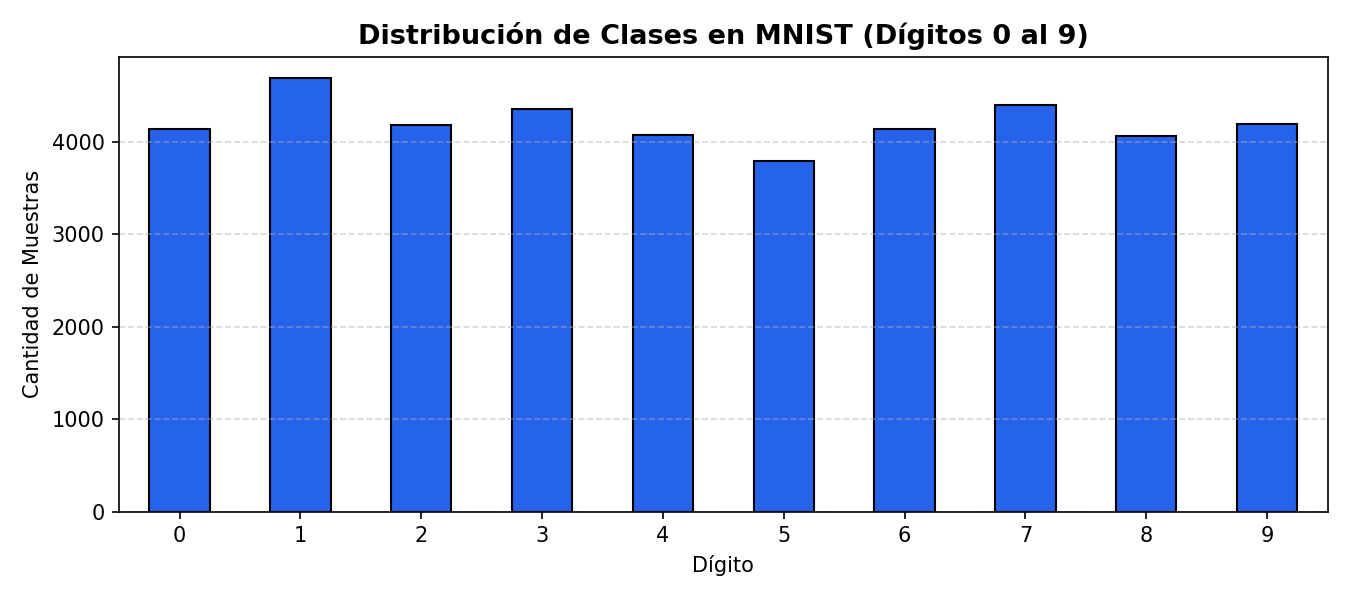 Distribución de Clases en MNIST (Dígitos 0 al 9)
Cantidad de Muestras
4000
3000
2000
1000
0
0 1 2 3 4 5 6 7 8 9
Dígito